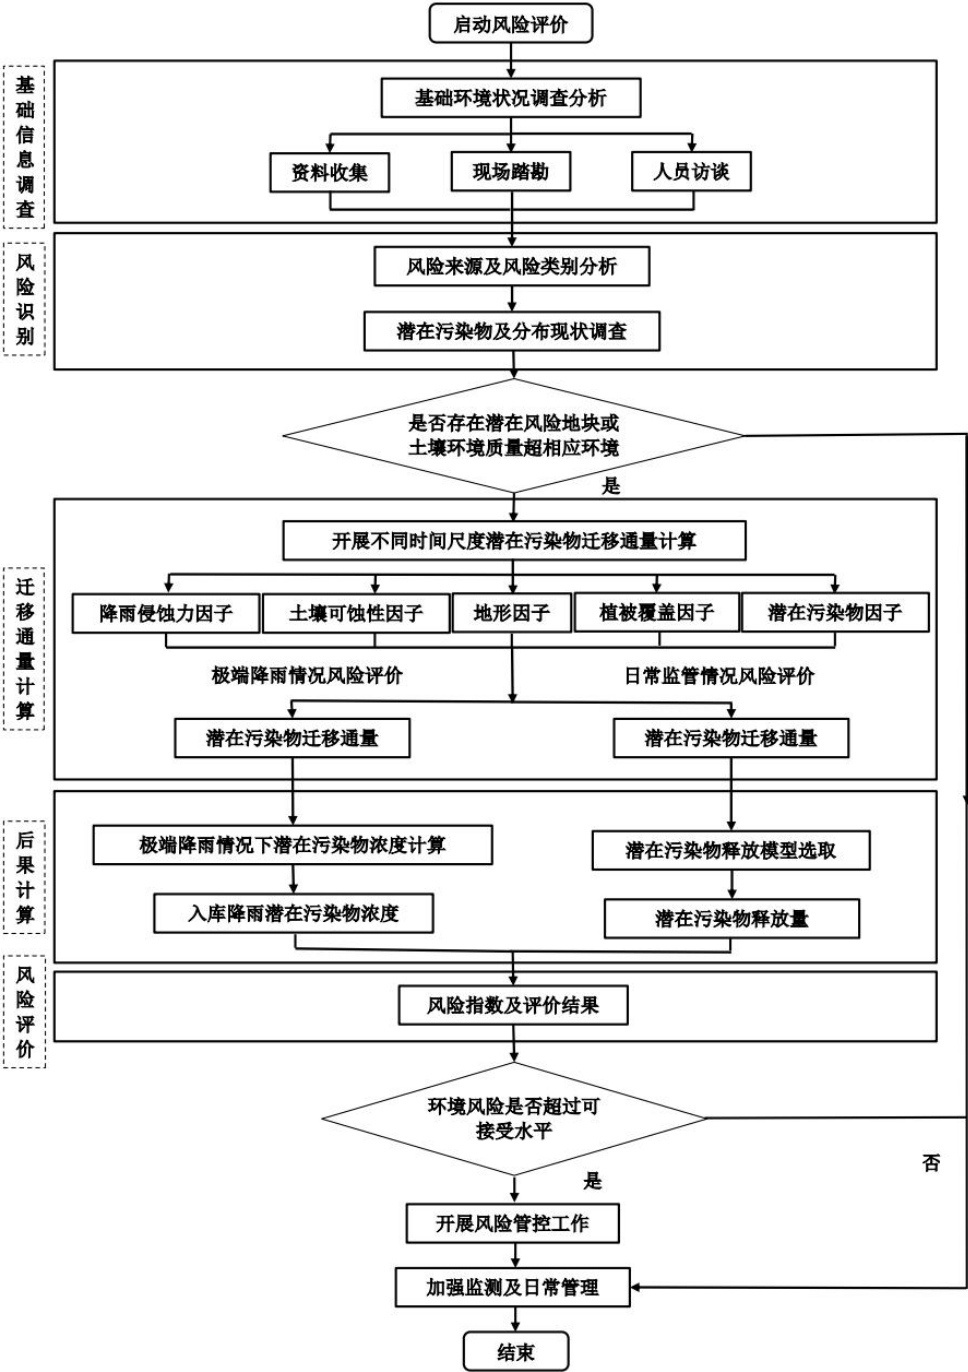 启动风险评价
基础信息调查
基础环境状况调查分析
资料收集
现场踏勘
人员访谈
风险识别
风险来源及风险类别分析
潜在污染物及分布现状调查
是否存在潜在风险地块或
土壤环境质量超相应环境
是
迁移通量计算
开展不同时间尺度潜在污染物迁移通量计算
降雨侵蚀力因子
土壤可蚀性因子
地形因子
植被覆盖因子
潜在污染物因子
极端降雨情况风险评价
日常监管情况风险评价
潜在污染物迁移通量
潜在污染物迁移通量
后果计算
极端降雨情况下潜在污染物浓度计算
潜在污染物释放模型选取
入库降雨潜在污染物浓度
潜在污染物释放量
风险评价
风险指数及评价结果
环境风险是否超过可
接受水平
否
是
开展风险管控工作
加强监测及日常管理
结束